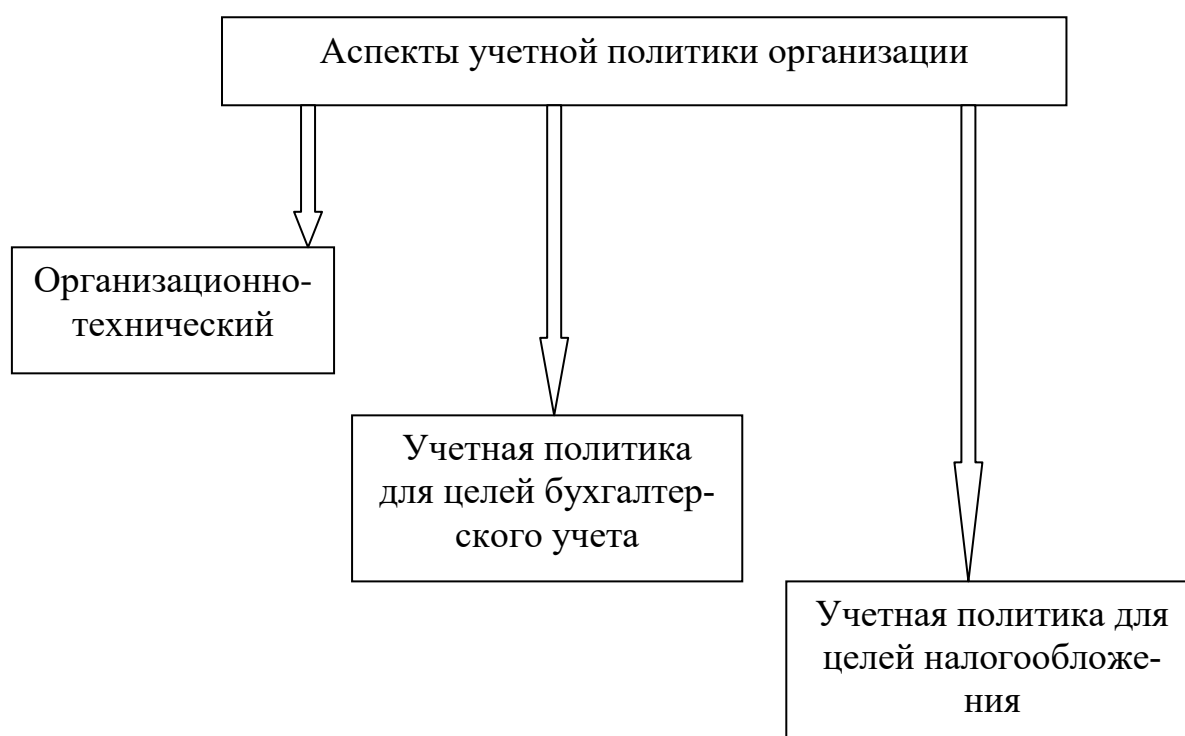 Аспекты учетной политики организации
Организационно-
технический
Учетная политика
для целей бухгалтер-
ского учета
Учетная политика для
целей налогообложе-
ния